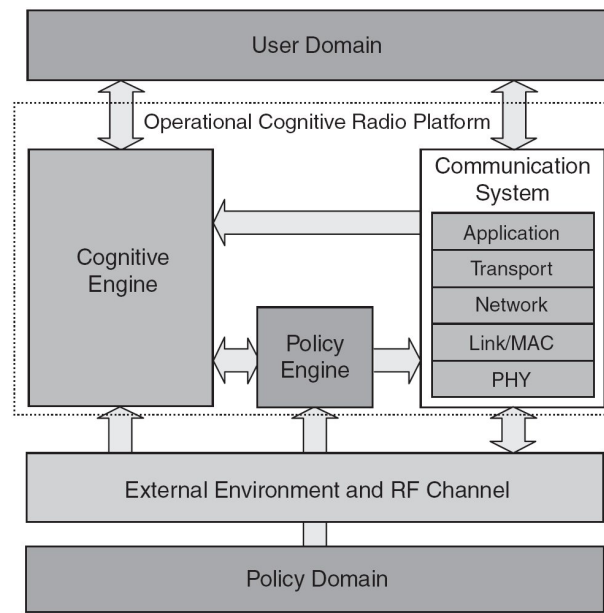 User Domain
Operational Cognitive Radio Platform
Cognitive
Engine
Policy
Engine
Communication
System
Application
Transport
Network
Link/MAC
PHY
External Environment and RF Channel
Policy Domain